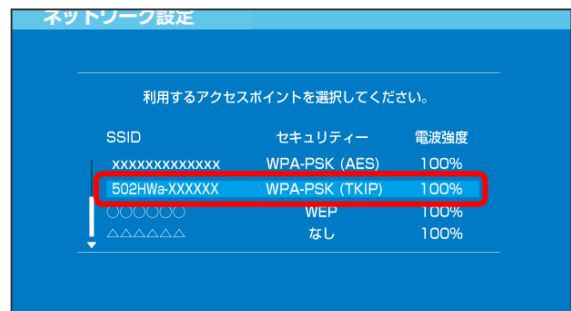 ネットワーク設定
利用するアクセスポイントを選択してください。
SSID セキュリティー 電波強度
xxxxxxxxxxxxx WPA-PSK (AES) 100%
502HWa-XXXXXX WPA-PSK (TKIP) 100%
○○○○○○ WEP 100%
△△△△△△ なし 100%